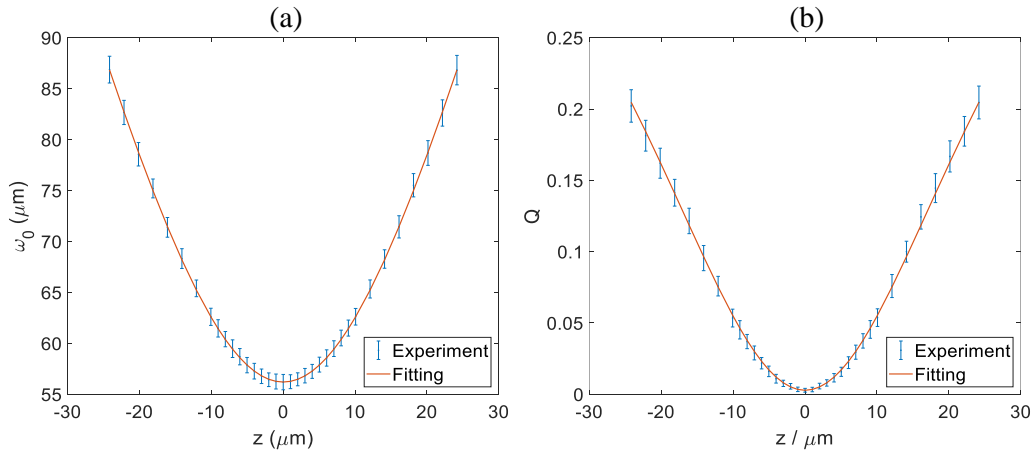 (a)
90
85
80
75
70
65
60
55
ω0 (μm)
-30 -20 -10 0 10 20 30
z (μm)
Experiment
Fitting
(b)
0.25
0.2
0.15
0.1
0.05
0
Q
-30 -20 -10 0 10 20 30
z / μm
Experiment
Fitting